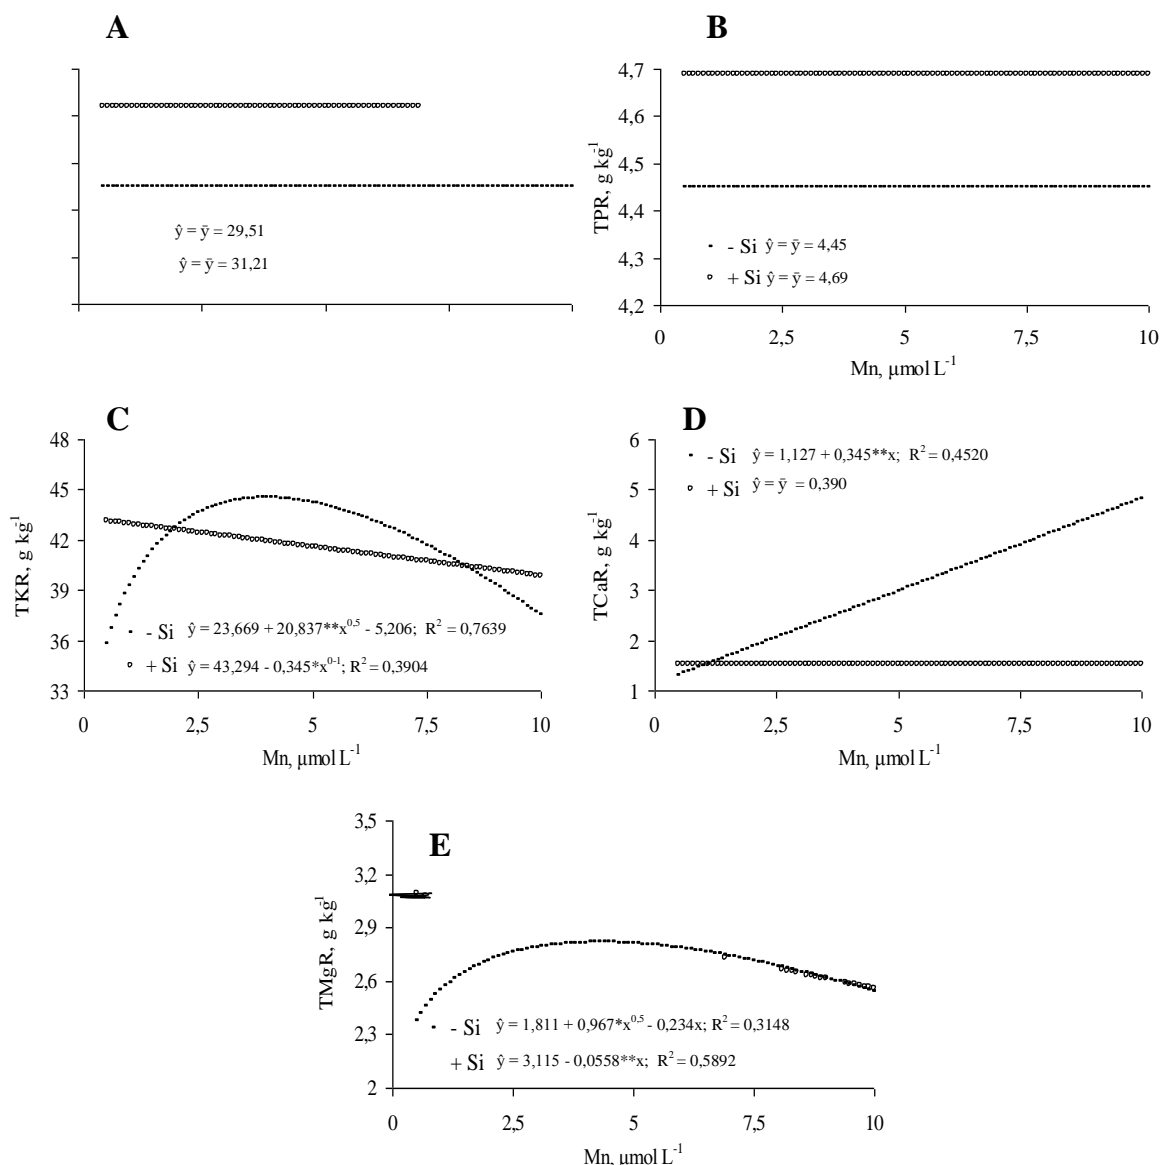 A
ŷ = ȳ = 29,51
ŷ = ȳ = 31,21
B
4,7
4,6
4,5
4,4
4,3
4,2
TPR, g kg⁻¹
- Si ŷ = ȳ = 4,45
+ Si ŷ = ȳ = 4,69
0 2,5 5 7,5 10
Mn, µmol L⁻¹
C
48
45
42
39
36
33
TKR, g kg⁻¹
- Si ŷ = 23,669 + 20,837**x⁰,⁵ - 5,206; R² = 0,7639
+ Si ŷ = 43,294 - 0,345*x⁰⁻¹; R² = 0,3904
0 2,5 5 7,5 10
Mn, µmol L⁻¹
D
6
5
4
3
2
1
TCaR, g kg⁻¹
- Si ŷ = 1,127 + 0,345**x; R² = 0,4520
+ Si ŷ = ȳ = 0,390
0 2,5 5 7,5 10
Mn, µmol L⁻¹
E
3,5
3,2
2,9
2,6
2,3
2
TMgR, g kg⁻¹
- Si ŷ = 1,811 + 0,967*x⁰,⁵ - 0,234x; R² = 0,3148
+ Si ŷ = 3,115 - 0,0558**x; R² = 0,5892
0 2,5 5 7,5 10
Mn, µmol L⁻¹